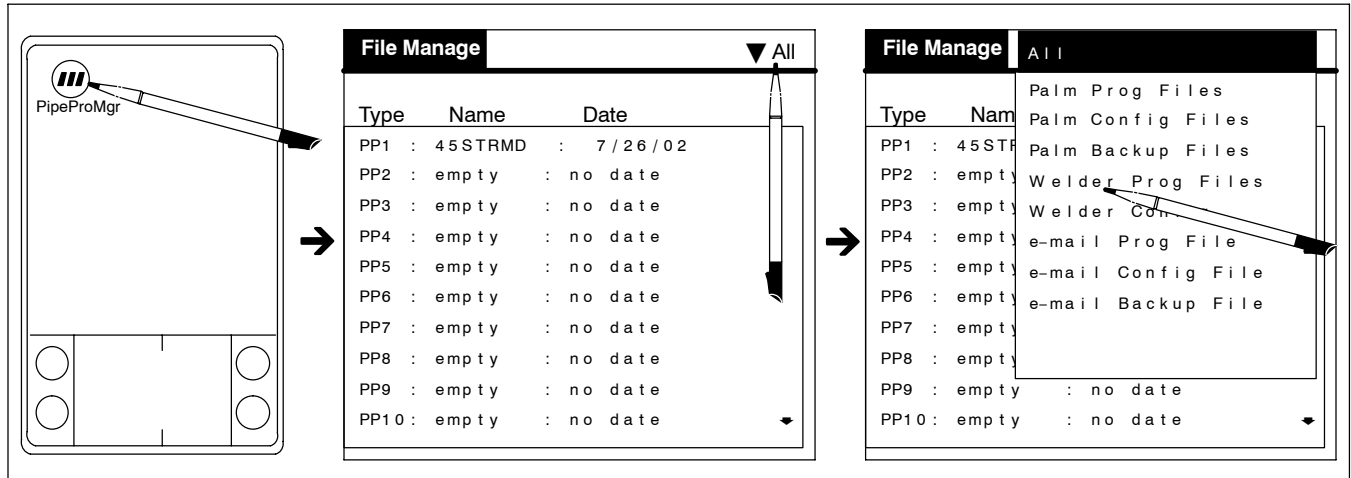 PipeProMgr
File Manage ▼ All
Type Name Date
PP1 : 45STRMD : 7/26/02
PP2 : empty : no date
PP3 : empty : no date
PP4 : empty : no date
PP5 : empty : no date
PP6 : empty : no date
PP7 : empty : no date
PP8 : empty : no date
PP9 : empty : no date
PP10: empty : no date
File Manage All
Type Nam
PP1 : 45STR
PP2 : empty
PP3 : empty
PP4 : empty
PP5 : empty
PP6 : empty
PP7 : empty
PP8 : empty
PP9 : empty : no date
PP10: empty : no date
Palm Prog Files
Palm Config Files
Palm Backup Files
Welder Prog Files
Welder
e-mail Prog File
e-mail Config File
e-mail Backup File